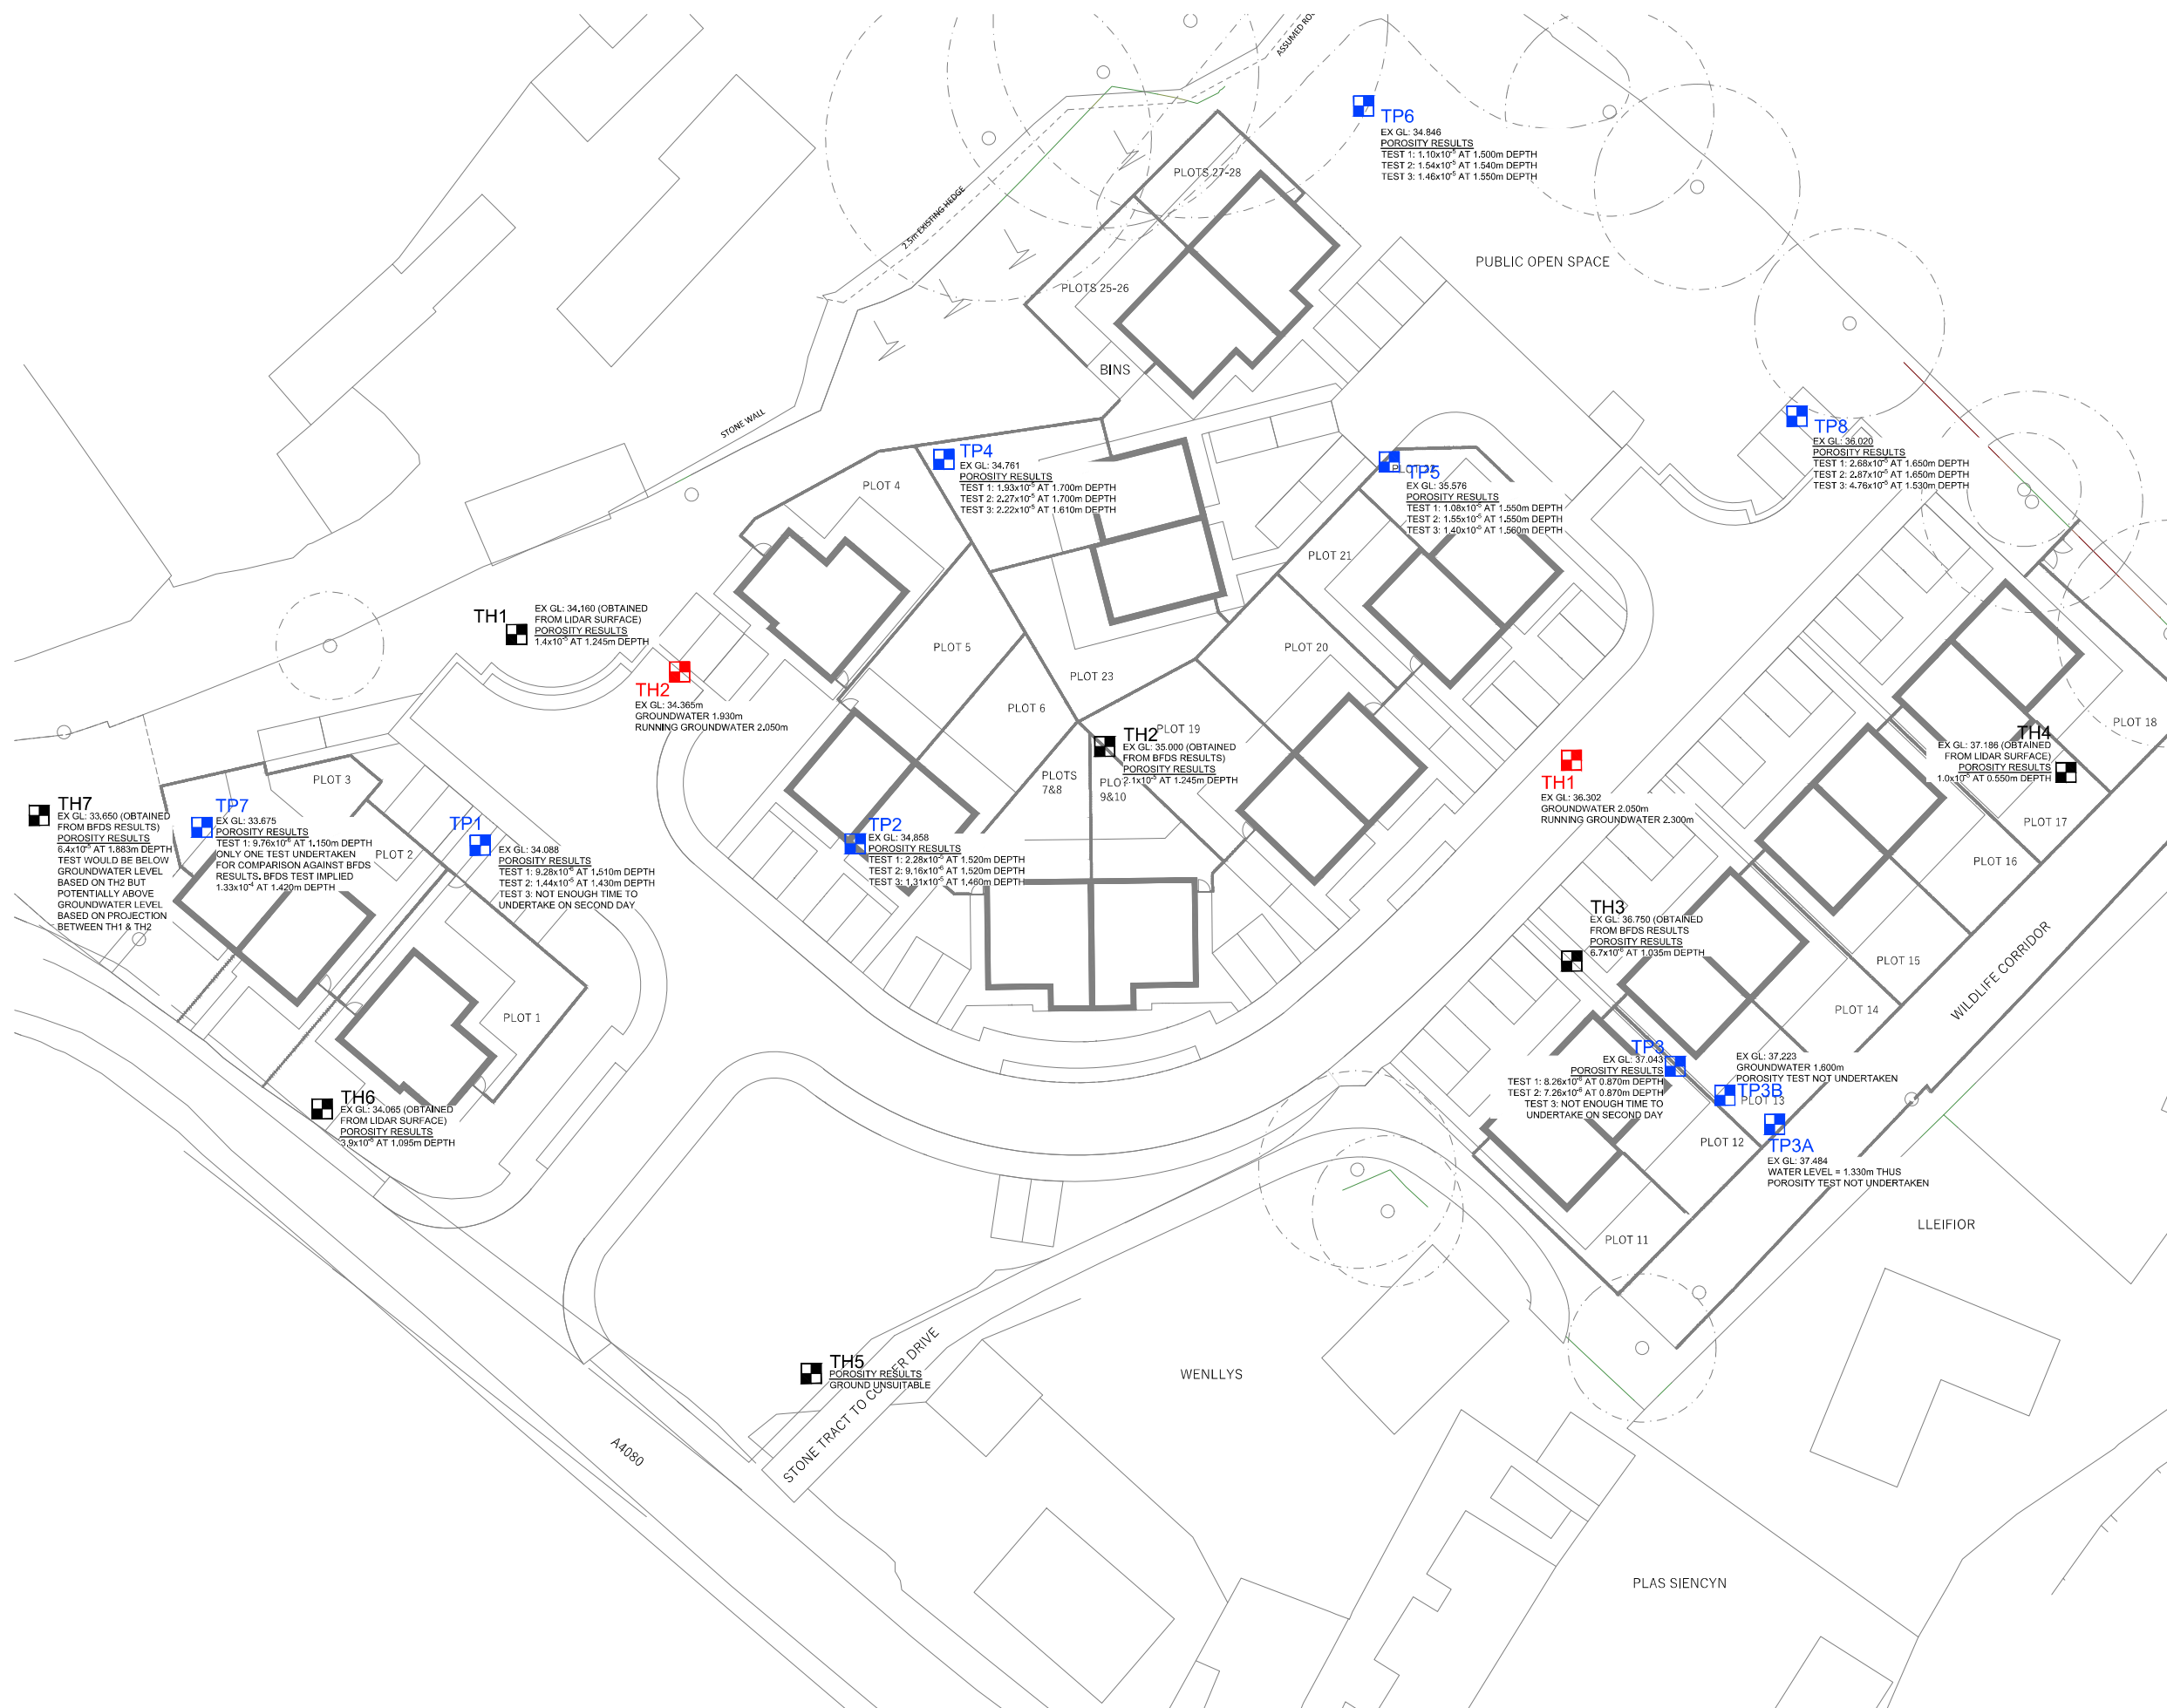 ASSUMED
TP6
EX GL: 34.846
POROSITY RESULTS
TEST 1: 1.10x10⁻⁵ AT 1.500m DEPTH
TEST 2: 1.54x10⁻⁵ AT 1.540m DEPTH
TEST 3: 1.46x10⁻⁵ AT 1.550m DEPTH
PLOTS 27-28
2.5m EXISTING HEDGE
PUBLIC OPEN SPACE
PLOTS 25-26
BINS
STONE WALL
TP8
EX GL: 36.020
POROSITY RESULTS
TEST 1: 2.68x10⁻⁵ AT 1.650m DEPTH
TEST 2: 2.87x10⁻⁵ AT 1.650m DEPTH
TEST 3: 4.76x10⁻⁵ AT 1.530m DEPTH
TP4
EX GL: 34.761
POROSITY RESULTS
TEST 1: 1.93x10⁻⁵ AT 1.700m DEPTH
TEST 2: 2.27x10⁻⁵ AT 1.700m DEPTH
TEST 3: 2.22x10⁻⁵ AT 1.610m DEPTH
PLOT
TP5
EX GL: 35.576
POROSITY RESULTS
TEST 1: 1.08x10⁻⁵ AT 1.550m DEPTH
TEST 2: 1.55x10⁻⁵ AT 1.550m DEPTH
TEST 3: 1.40x10⁻⁵ AT 1.560m DEPTH
PLOT 4
PLOT 21
PLOT 5
PLOT 20
PLOT 23
PLOT 6
PLOT 19
TH1
EX GL: 34.160 (OBTAINED
FROM LIDAR SURFACE)
POROSITY RESULTS
1.4x10⁻⁵ AT 1.245m DEPTH
TH2
EX GL: 34.365m
GROUNDWATER 1.930m
RUNNING GROUNDWATER 2.050m
TH2
EX GL: 35.000 (OBTAINED
FROM BFDS RESULTS)
POROSITY RESULTS
2.1x10⁻⁵ AT 1.245m DEPTH
PLOTS
7&8
9&10
TH1
EX GL: 36.302
GROUNDWATER 2.050m
RUNNING GROUNDWATER 2.300m
PLOT 18
TH4
EX GL: 37.186 (OBTAINED
FROM LIDAR SURFACE)
POROSITY RESULTS
1.0x10⁻⁵ AT 0.550m DEPTH
PLOT 17
PLOT 16
PLOT 15
PLOT 14
WILDLIFE CORRIDOR
PLOT 3
TH7
EX GL: 33.650 (OBTAINED
FROM BFDS RESULTS)
POROSITY RESULTS
6.4x10⁻⁵ AT 1.883m DEPTH
TEST WOULD BE BELOW
GROUNDWATER LEVEL
BASED ON TH2 BUT
POTENTIALLY ABOVE
GROUNDWATER LEVEL
BASED ON PROJECTION
BETWEEN TH1 & TH2
TP7
EX GL: 33.675
POROSITY RESULTS
TEST 1: 9.76x10⁻⁶ AT 1.150m DEPTH
ONLY ONE TEST UNDERTAKEN
FOR COMPARISON AGAINST BFDS
RESULTS. BFDS TEST IMPLIED
1.33x10⁻⁴ AT 1.420m DEPTH
PLOT 2
TP1
EX GL: 34.088
POROSITY RESULTS
TEST 1: 9.28x10⁻⁶ AT 1.510m DEPTH
TEST 2: 1.44x10⁻⁵ AT 1.430m DEPTH
TEST 3: NOT ENOUGH TIME TO
UNDERTAKE ON SECOND DAY
TP2
EX GL: 34.858
POROSITY RESULTS
TEST 1: 2.28x10⁻⁵ AT 1.520m DEPTH
TEST 2: 9.16x10⁻⁶ AT 1.520m DEPTH
TEST 3: 1.31x10⁻⁵ AT 1.460m DEPTH
TH3
EX GL: 36.750 (OBTAINED
FROM BFDS RESULTS
POROSITY RESULTS
6.7x10⁻⁶ AT 1.035m DEPTH
PLOT 1
TP3
EX GL: 37.043
POROSITY RESULTS
TEST 1: 8.26x10⁻⁶ AT 0.870m DEPTH
TEST 2: 7.26x10⁻⁶ AT 0.870m DEPTH
TEST 3: NOT ENOUGH TIME TO
UNDERTAKE ON SECOND DAY
EX GL: 37.223
GROUNDWATER 1.600m
POROSITY TEST NOT UNDERTAKEN
TP3B
PLOT 13
PLOT 12
TP3A
EX GL: 37.484
WATER LEVEL = 1.330m THUS
POROSITY TEST NOT UNDERTAKEN
TH6
EX GL: 34.065 (OBTAINED
FROM LIDAR SURFACE)
POROSITY RESULTS
3.9x10⁻⁵ AT 1.095m DEPTH
PLOT 11
LLEIFIOR
TH5
POROSITY RESULTS
GROUND UNSUITABLE
STONE TRACT TO DRIVE
WENLLYS
A4080
PLAS SIENCYN